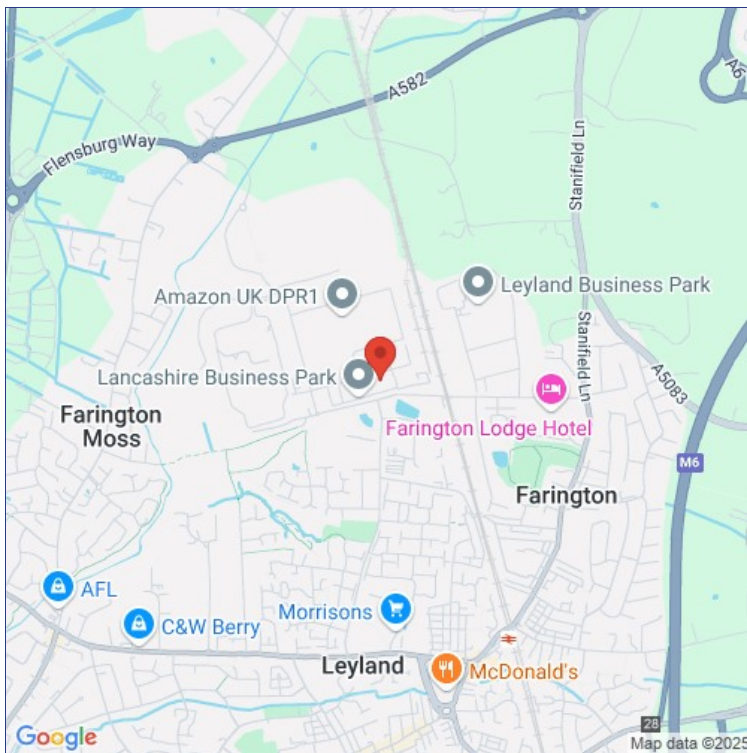 A6
A582
Flensburg Way
Stanifield Ln
Amazon UK DPR1
Leyland Business Park
Lancashire Business Park
Stanifield Ln
A5083
Farington
Moss
Farington Lodge Hotel
M6
Farington
AFL
C&W Berry
Morrisons
Leyland
McDonald's
28
Google
Map data ©2025